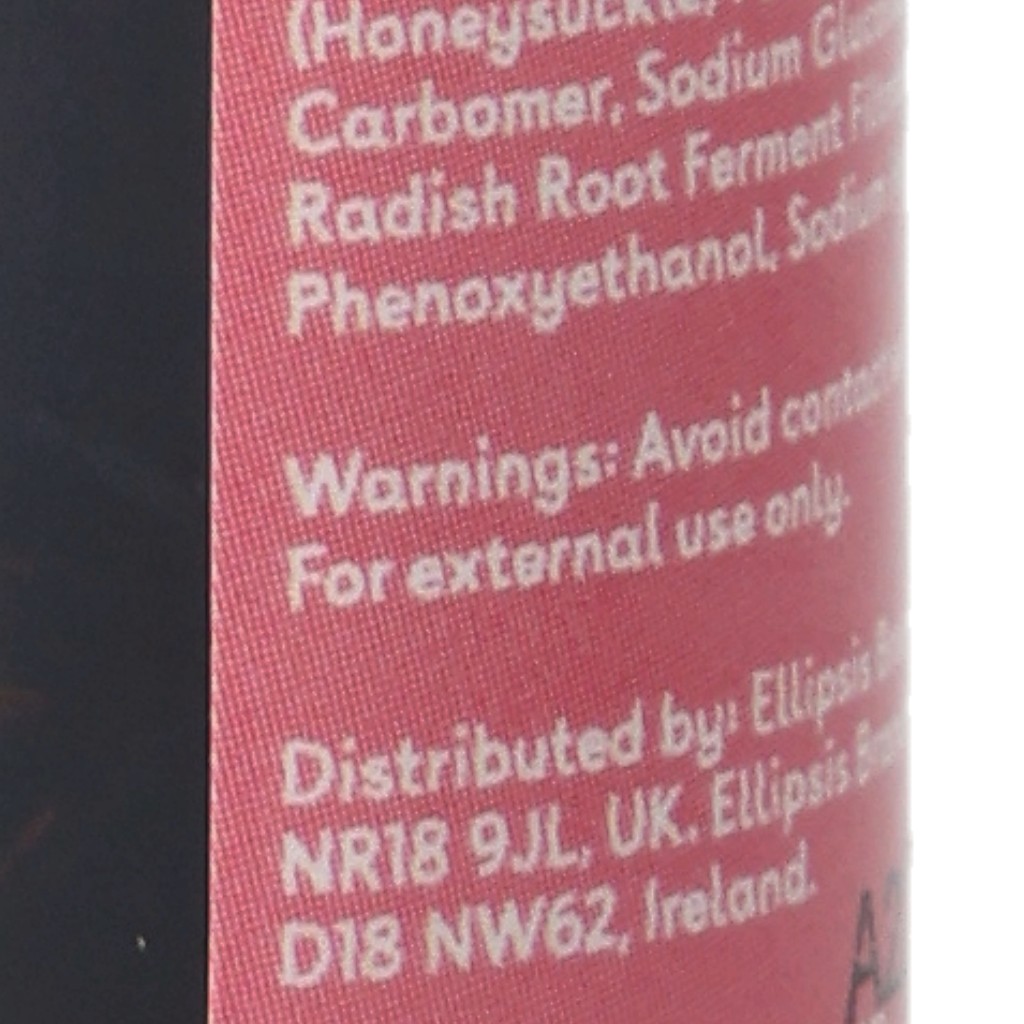 (Honeysuckle
Carbomer, Sodium
Radish Root Ferment
Phenoxyethanol, Sodium
Warnings: Avoid contact
For external use only.
Distributed by: Ellipsis
NR18 9JL, UK. Ellipsis
D18 NW62, Ireland.